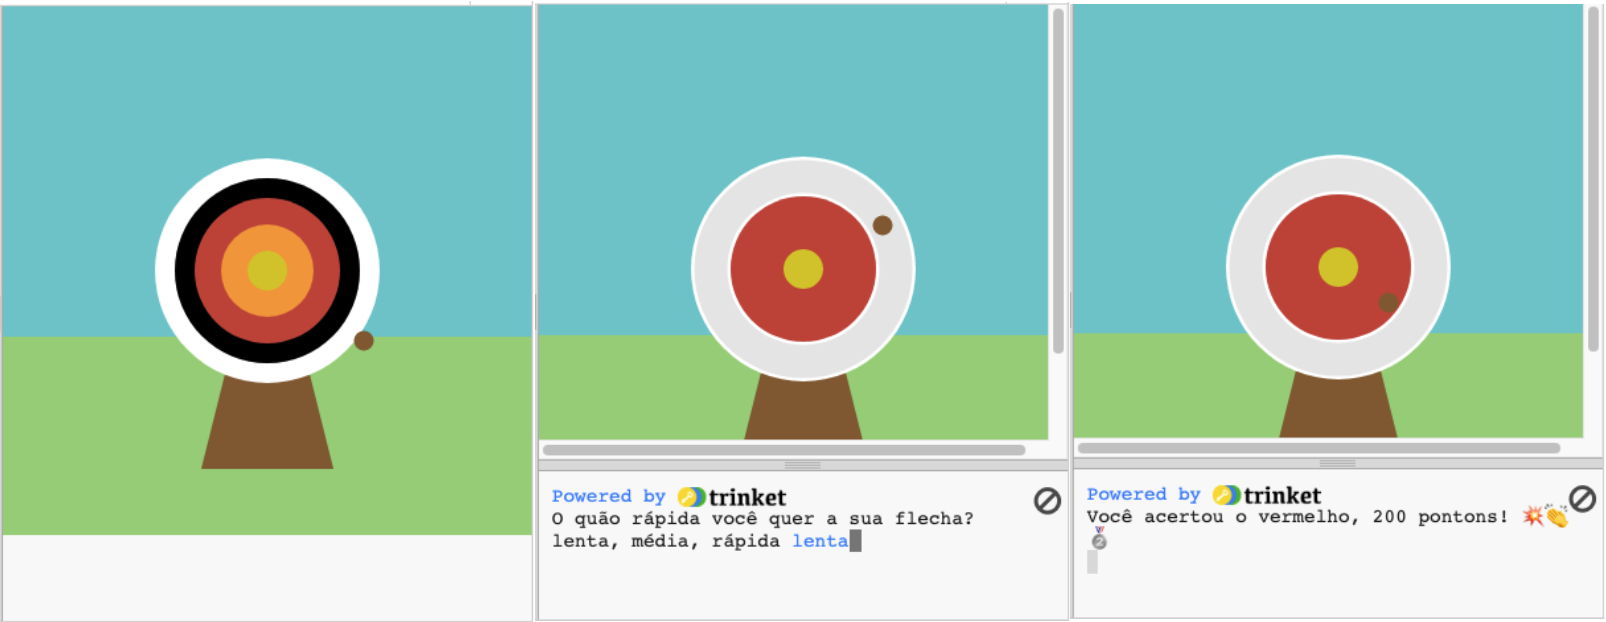 Powered by trinket
O quão rápida você quer a sua flecha?
lenta, média, rápida lenta
Powered by trinket
Você acertou o vermelho, 200 pontons! 💥👏
🥈